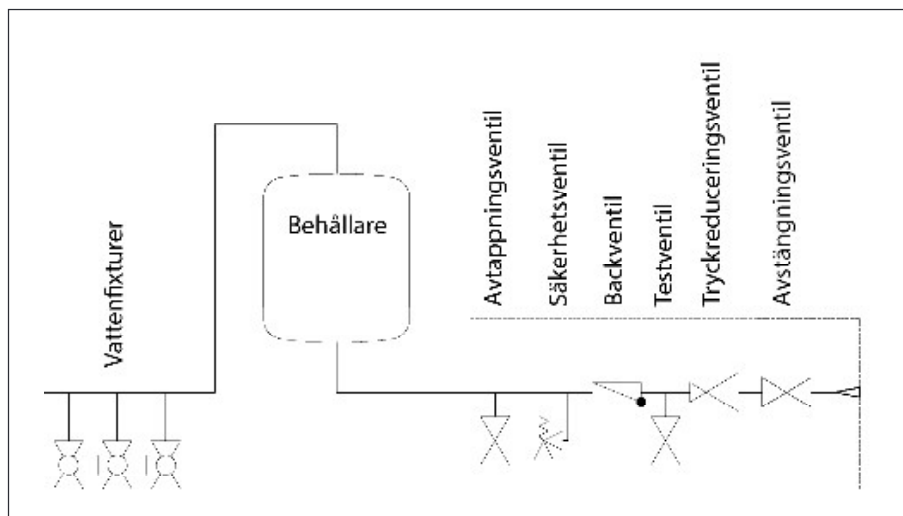 Vattenfixturer
Behållare
Avtappningsventil
Säkerhetsventil
Backventil
Testventil
Tryckreduceringsventil
Avstängningsventil